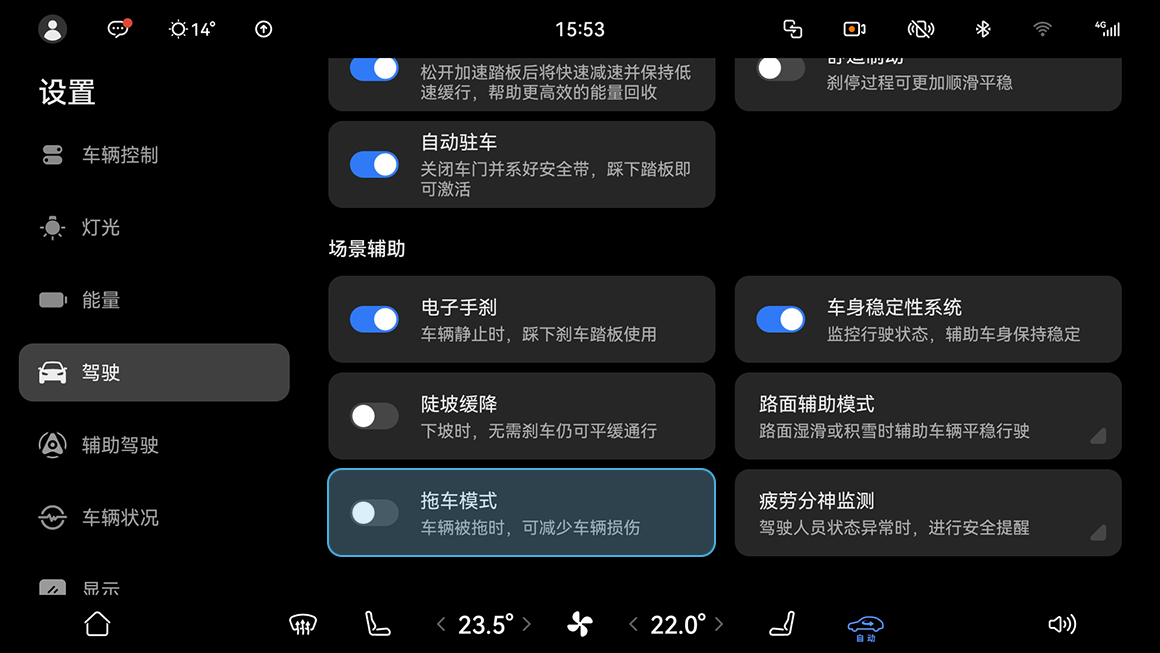 14°
15:53
4G
设置
车辆控制
灯光
能量
驾驶
辅助驾驶
车辆状况
显示
松开加速踏板后将快速减速并保持低
速缓行，帮助更高效的能量回收
舒适制动
刹停过程可更加顺滑平稳
自动驻车
关闭车门并系好安全带，踩下踏板即
可激活
场景辅助
电子手刹
车辆静止时，踩下刹车踏板使用
车身稳定性系统
监控行驶状态，辅助车身保持稳定
陡坡缓降
下坡时，无需刹车仍可平缓通行
路面辅助模式
路面湿滑或积雪时辅助车辆平稳行驶
拖车模式
车辆被拖时，可减少车辆损伤
疲劳分神监测
驾驶人员状态异常时，进行安全提醒
23.5°
22.0°
自动